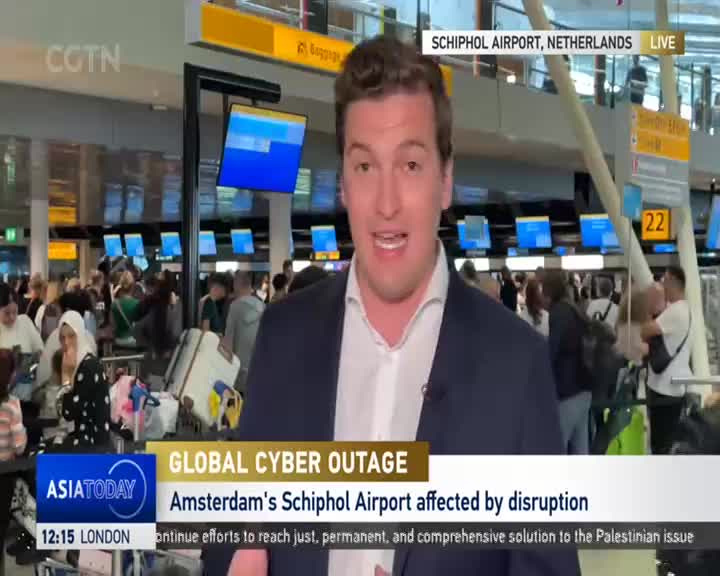 CGTN
SCHIPHOL AIRPORT, NETHERLANDS LIVE
Baggage
22
GLOBAL CYBER OUTAGE
ASIA TODAY
Amsterdam's Schiphol Airport affected by disruption
12:15 LONDON
ontinue efforts to reach just, permanent, and comprehensive solution to the Palestinian issue